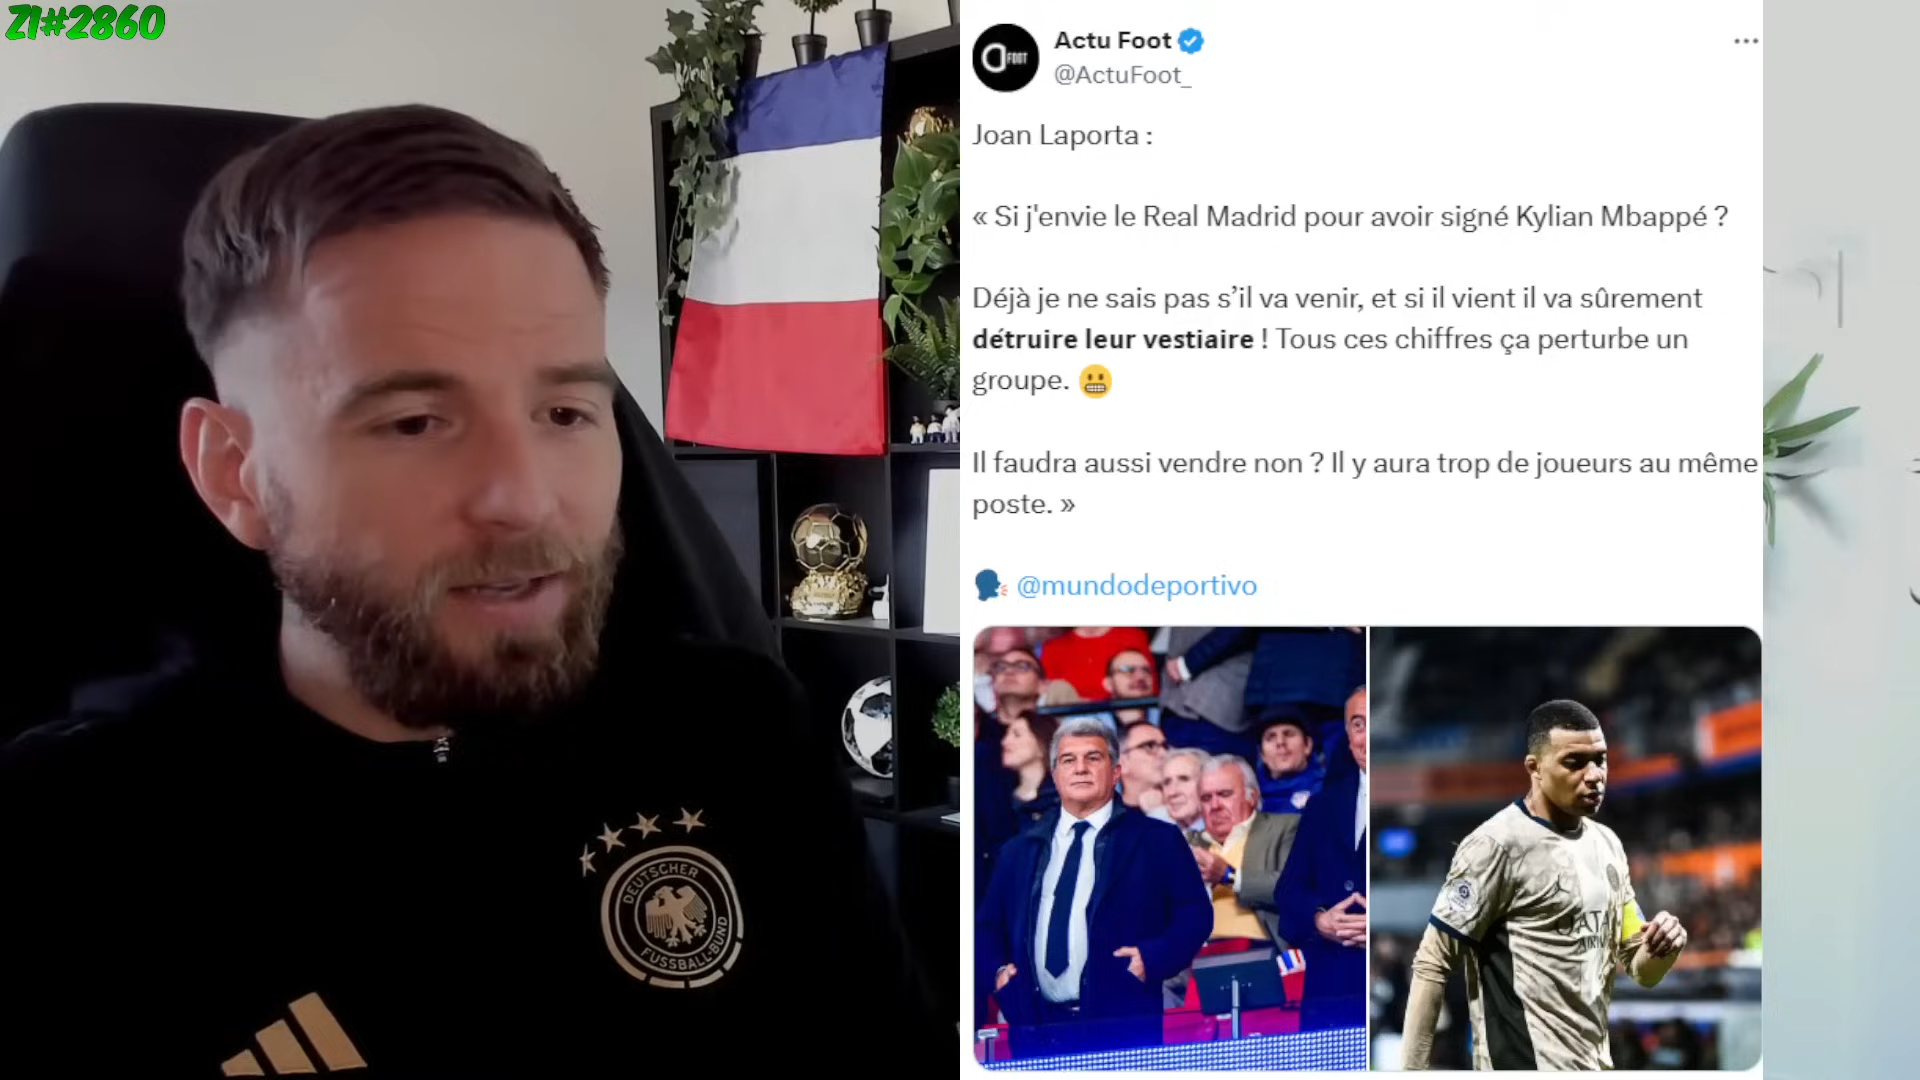 ZI#2860
Actu Foot
@ActuFoot_
FOOT
Joan Laporta :
« Si j'envie le Real Madrid pour avoir signé Kylian Mbappé ?
Déjà je ne sais pas s’il va venir, et si il vient il va sûrement
détruire leur vestiaire ! Tous ces chiffres ça perturbe un
groupe. 😬
Il faudra aussi vendre non ? Il y aura trop de joueurs au même
poste. »
🗣️ @mundodeportivo
DEUTSCHER
FUSSBALL-BUND